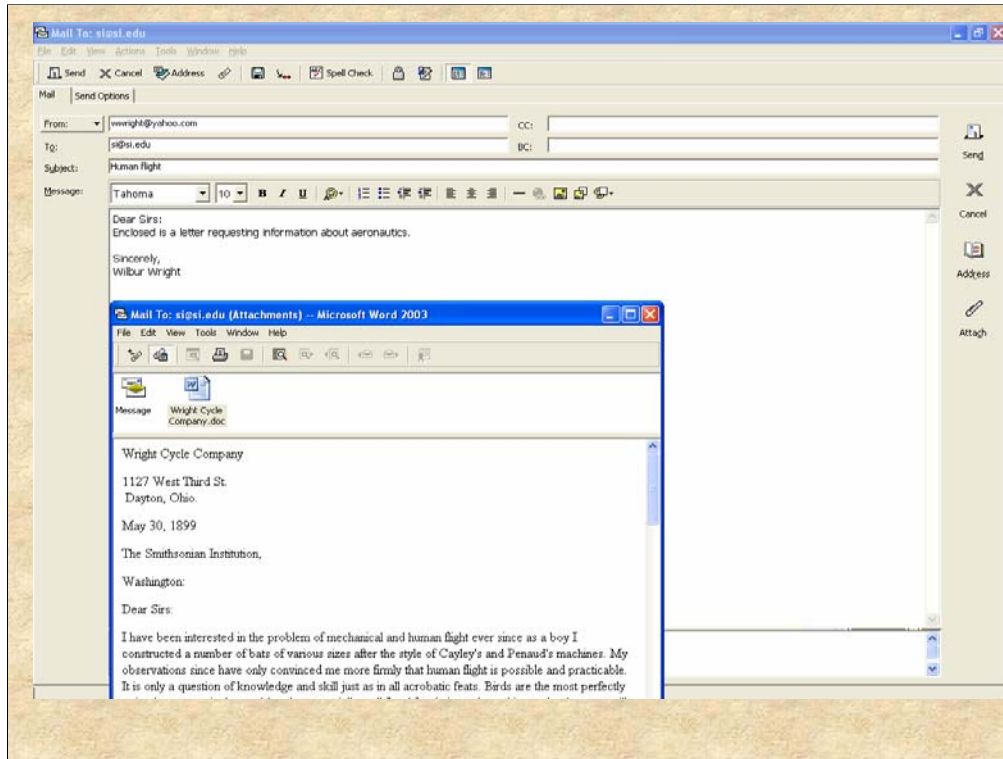 Mail To: si@si.edu
File Edit View Actions Tools Window Help
Send Cancel Address Spell Check
Mail Send Options
From: wwright@yahoo.com CC:
To: si@si.edu BC:
Subject: Human flight
Message: Tahoma 10 B I U
Send
Cancel
Address
Attach
Dear Sirs:
Enclosed is a letter requesting information about aeronautics.
Sincerely,
Wilbur Wright
Mail To: si@si.edu (Attachments) -- Microsoft Word 2003
File Edit View Tools Window Help
Message Wright Cycle
Company.doc
Wright Cycle Company
1127 West Third St.
Dayton, Ohio.
May 30, 1899
The Smithsonian Institution,
Washington:
Dear Sirs:
I have been interested in the problem of mechanical and human flight ever since as a boy I
constructed a number of bats of various sizes after the style of Cayley's and Penaud's machines. My
observations since have only convinced me more firmly that human flight is possible and practicable.
It is only a question of knowledge and skill just as in all acrobatic feats. Birds are the most perfectly